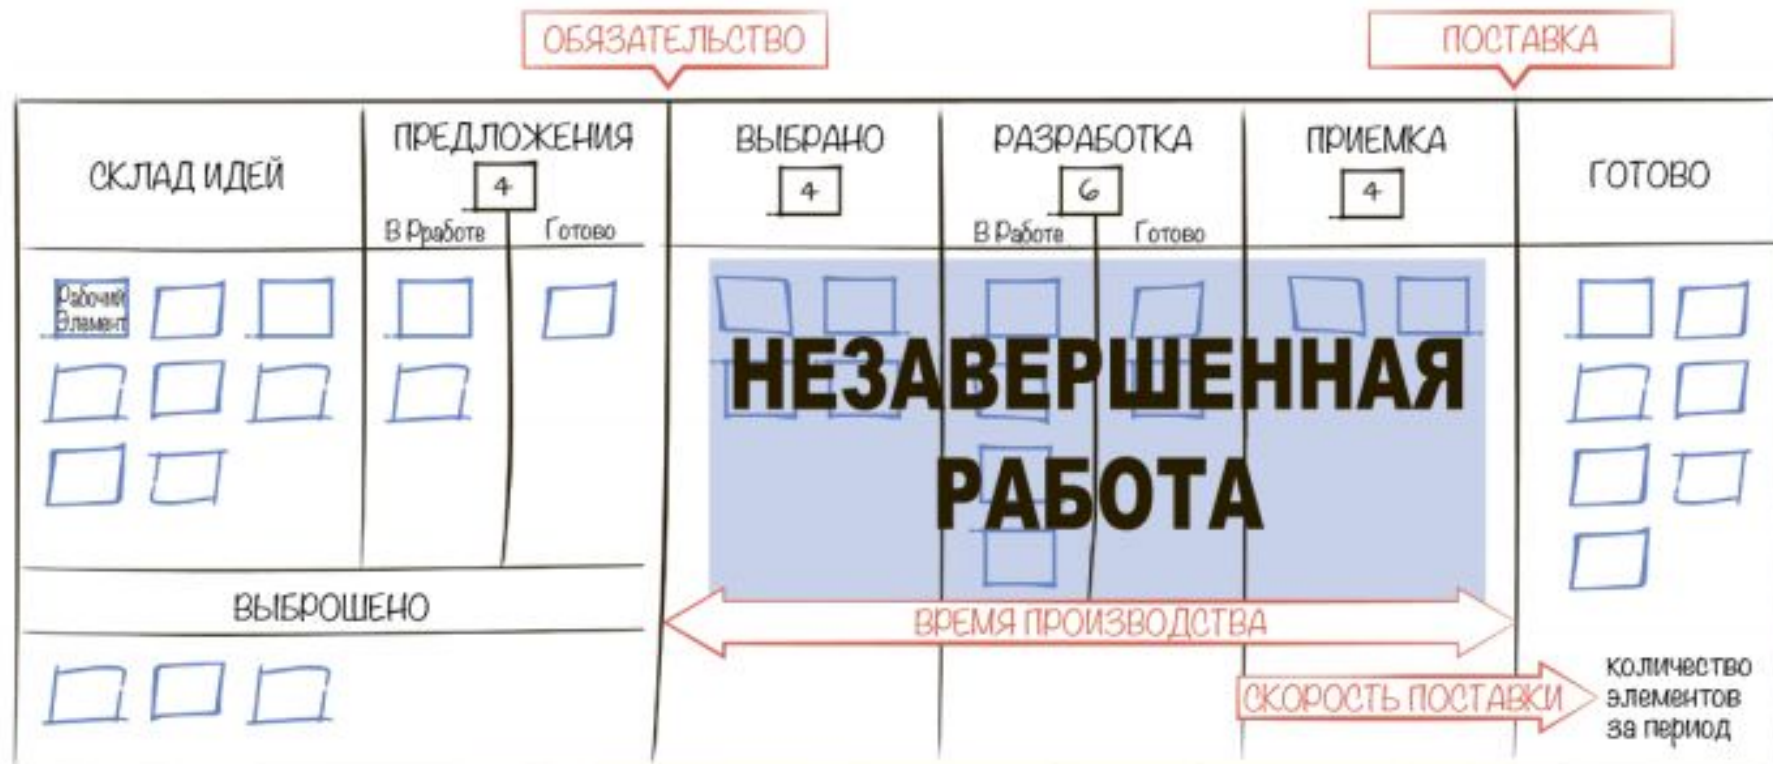 ОБЯЗАТЕЛЬСТВО
ПОСТАВКА
СКЛАД ИДЕЙ
ПРЕДЛОЖЕНИЯ
4
В Рработе
Готово
ВЫБРАНО
4
РАЗРАБОТКА
6
В Работе
Готово
ПРИЕМКА
4
ГОТОВО
Рабочий
Элемент
НЕЗАВЕРШЕННАЯ
РАБОТА
ВЫБРОШЕНО
ВРЕМЯ ПРОИЗВОДСТВА
СКОРОСТЬ ПОСТАВКИ
количество
элементов
за период